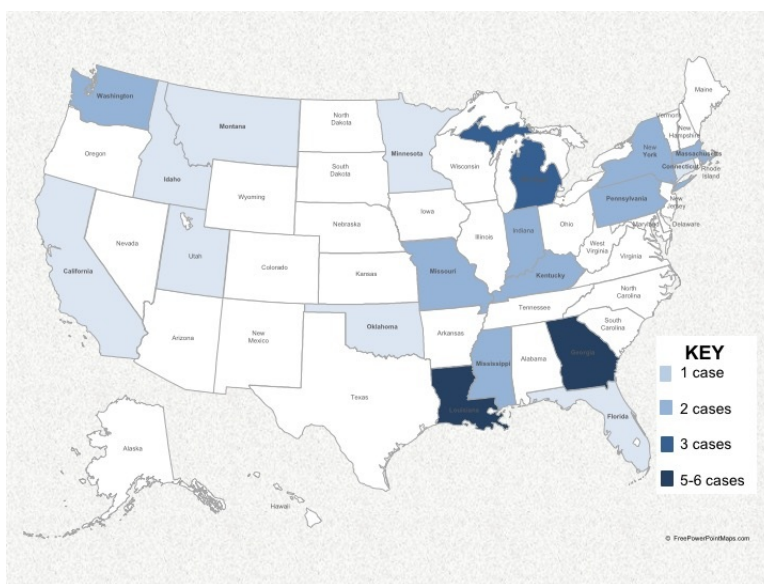 Washington
Montana
North
Dakota
Minnesota
Maine
Vermont
New
Hampshire
Oregon
Idaho
South
Dakota
Wisconsin
Michigan
New
York
Massachusetts
Connecticut
Rhode
Island
Wyoming
Iowa
Nebraska
Pennsylvania
New
Jersey
Nevada
Utah
Illinois
Indiana
Ohio
Maryland
Delaware
California
Colorado
Kansas
Missouri
West
Virginia
Virginia
Kentucky
Arizona
New
Mexico
Oklahoma
Arkansas
Tennessee
North
Carolina
South
Carolina
Texas
Louisiana
Mississippi
Alabama
Georgia
Florida
Alaska
Hawaii
KEY
1 case
2 cases
3 cases
5-6 cases
© FreePowerPointMaps.com